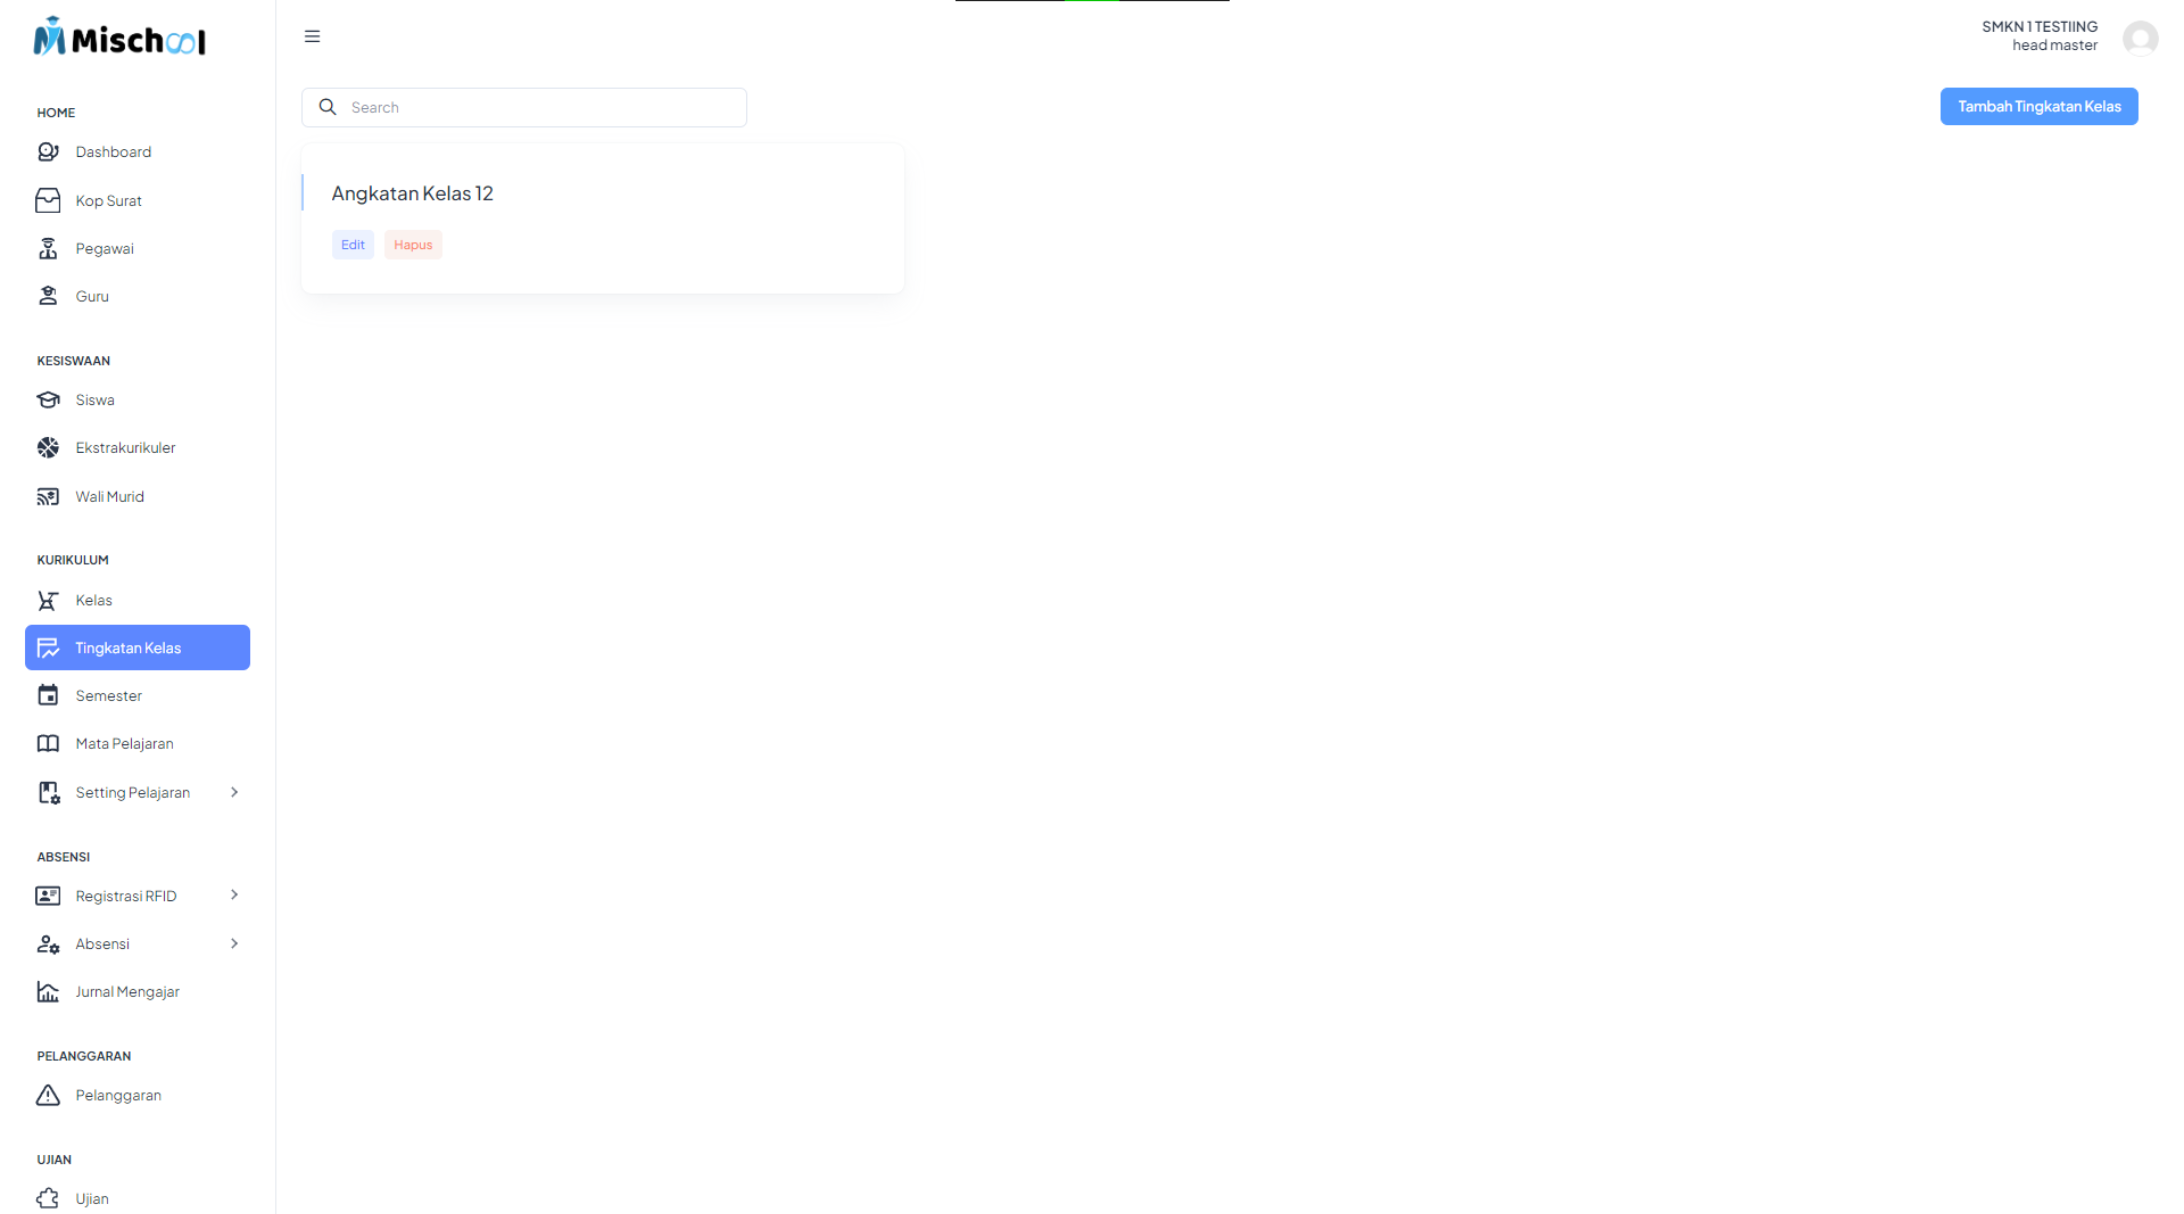 Mischool
SMKN 1 TESTIING
head master
Search
Tambah Tingkatan Kelas
HOME
Dashboard
Kop Surat
Pegawai
Guru
KESISWAAN
Siswa
Ekstrakurikuler
Wali Murid
KURIKULUM
Kelas
Tingkatan Kelas
Semester
Mata Pelajaran
Setting Pelajaran
ABSENSI
Registrasi RFID
Absensi
Jurnal Mengajar
PELANGGARAN
Pelanggaran
UJIAN
Ujian
Angkatan Kelas 12
Edit Hapus